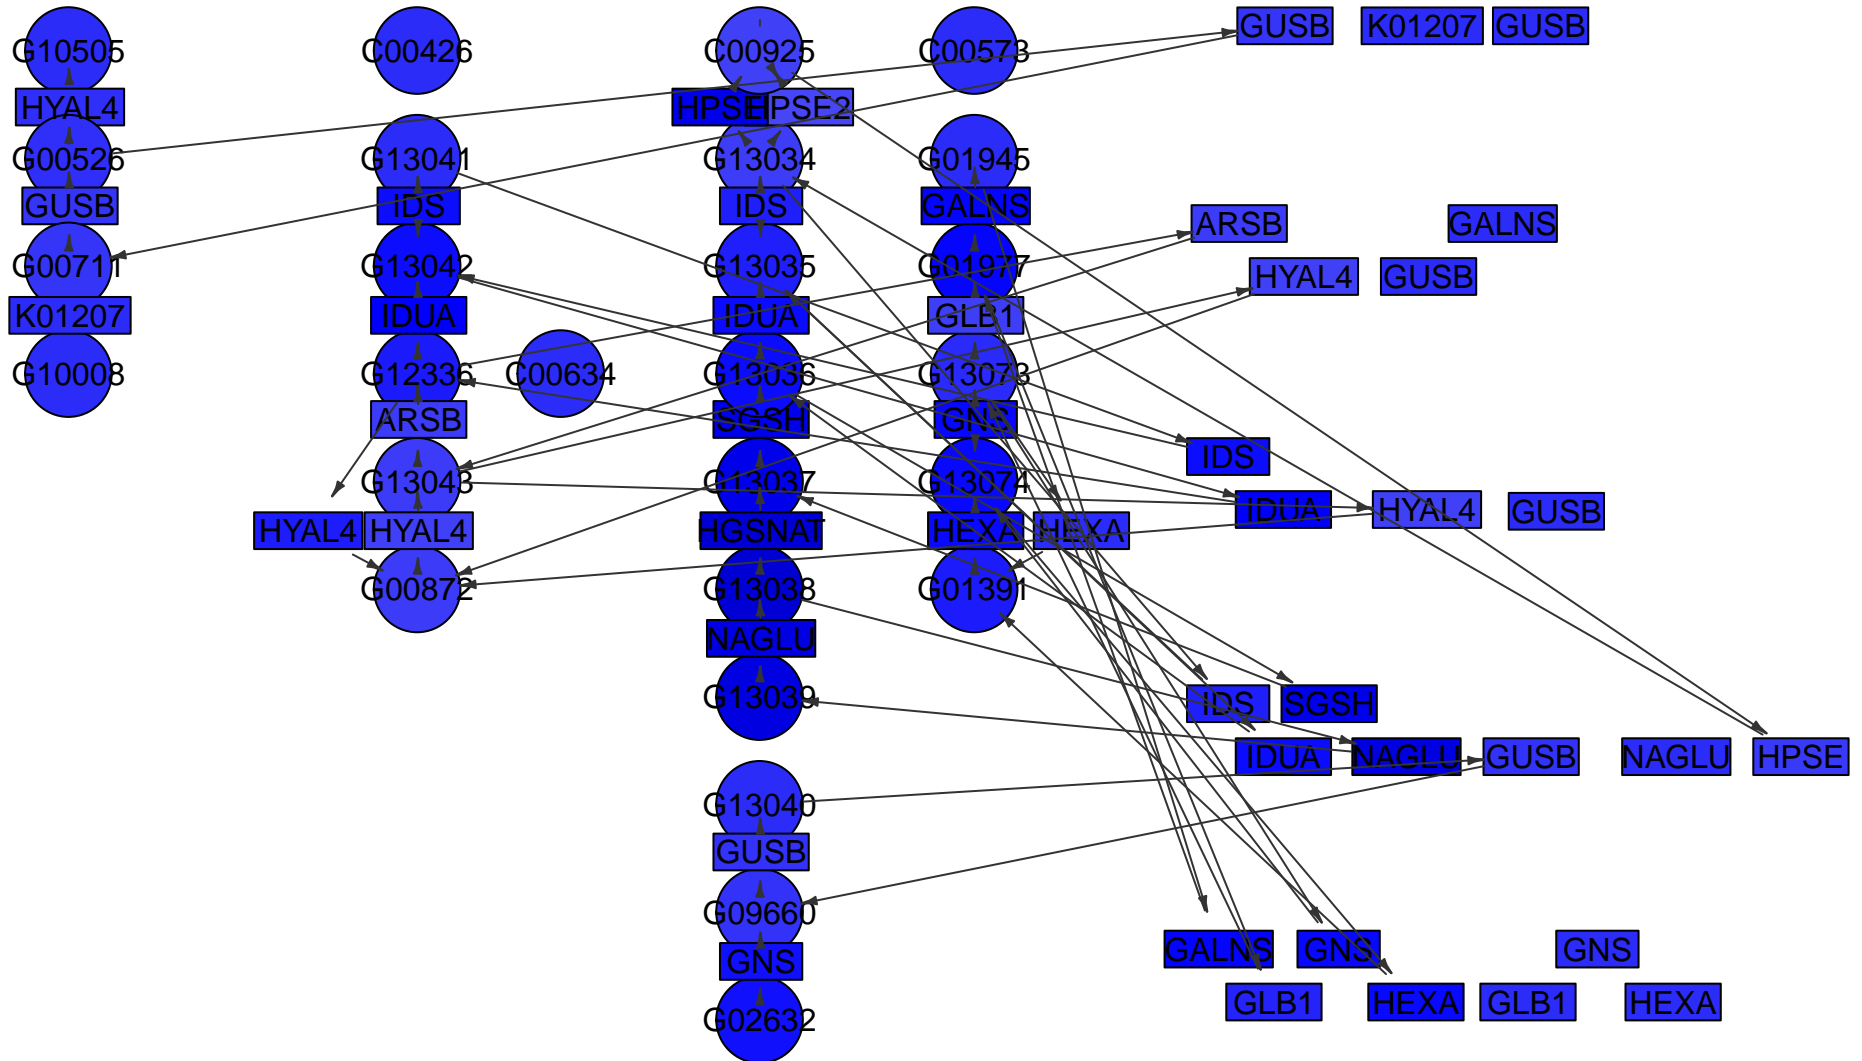 GUSB K01207 GUSB
G10505 C00426 C00925 C00573
HYAL4 HPSE HPSE2
G00526 G13041 G13034 G01945
GUSB IDS IDS GALNS
ARSB GALNS
G00711 G13042 G13035 G01977
HYAL4 GUSB
K01207 IDUA IDUA GLB1
G10008 G12336 C00634 G13036 G13073
ARSB SGSH GNS
IDS
G13043 G13037 G13074
IDUA HYAL4 GUSB
HYAL4 HYAL4 HGSNAT HEXA HEXA
G00872 G13038 G01391
NAGLU
G13039 IDS SGSH
IDUA NAGLU GUSB NAGLU HPSE
G13040
GUSB
G09660
GALNS GNS GNS
GNS
GLB1 HEXA GLB1 HEXA
G02632